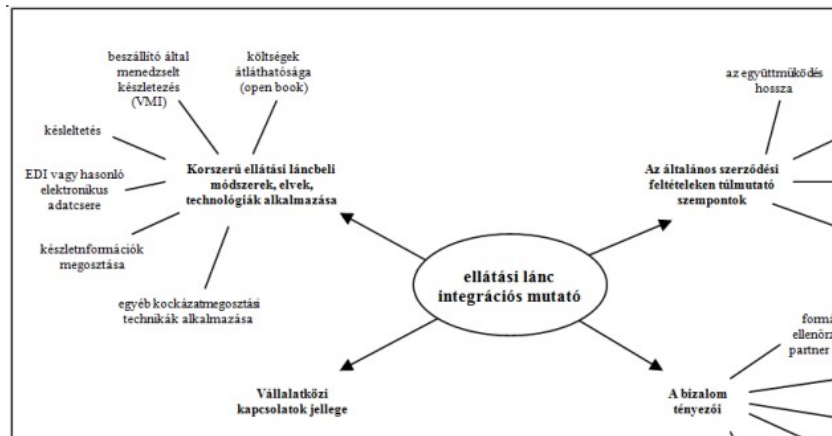 beszállító által
menedzselt
készletezés
(VMI)
költségek
átláthatósága
(open book)
késleltetés
EDI vagy hasonló
elektronikus
adatcsere
készletnformációk
megosztása
egyéb kockázatmegosztási
technikák alkalmazása
Korszerű ellátási láncbeli
módszerek, elvek,
technológiák alkalmazása
az együttműködés
hossza
Az általános szerződési
feltételeken túlmutató
szempontok
ellátási lánc
integrációs mutató
Vállalatközi
kapcsolatok jellege
A bizalom
tényezői
partner